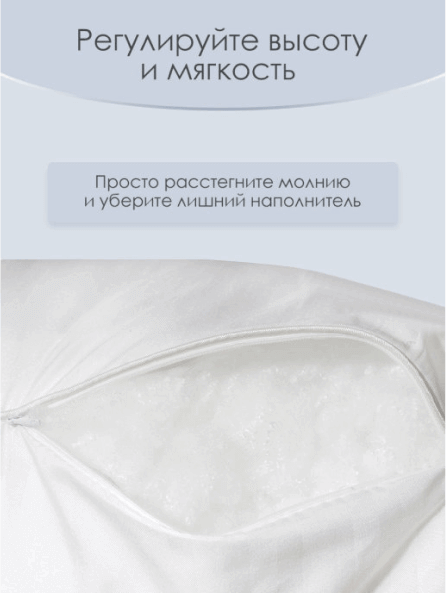 Регулируйте высоту
и мягкость
Просто расстегните молнию
и уберите лишний наполнитель